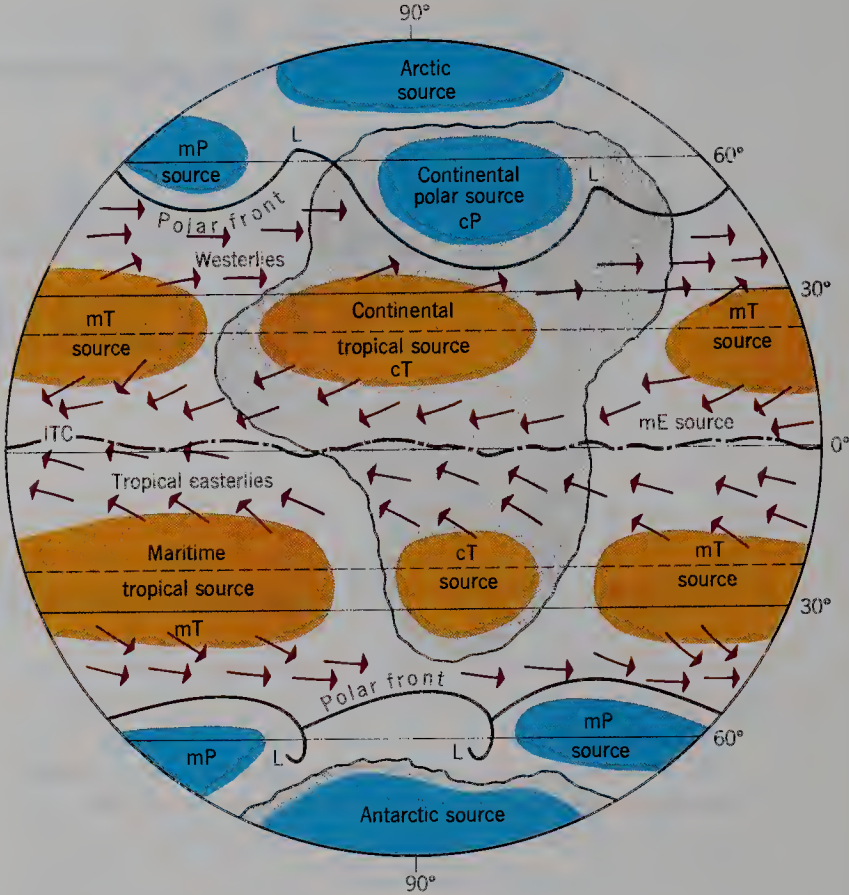 90°
Arctic
source
mP
source
L
60°
Continental
polar source
cP
L
Polar front
Westerlies
30°
mT
source
Continental
tropical source
cT
mT
source
mE source
ITC
0°
Tropical easterlies
Maritime
tropical source
mT
cT
source
mT
source
30°
Polar front
mP
L
L
mP
source
60°
Antarctic source
90°